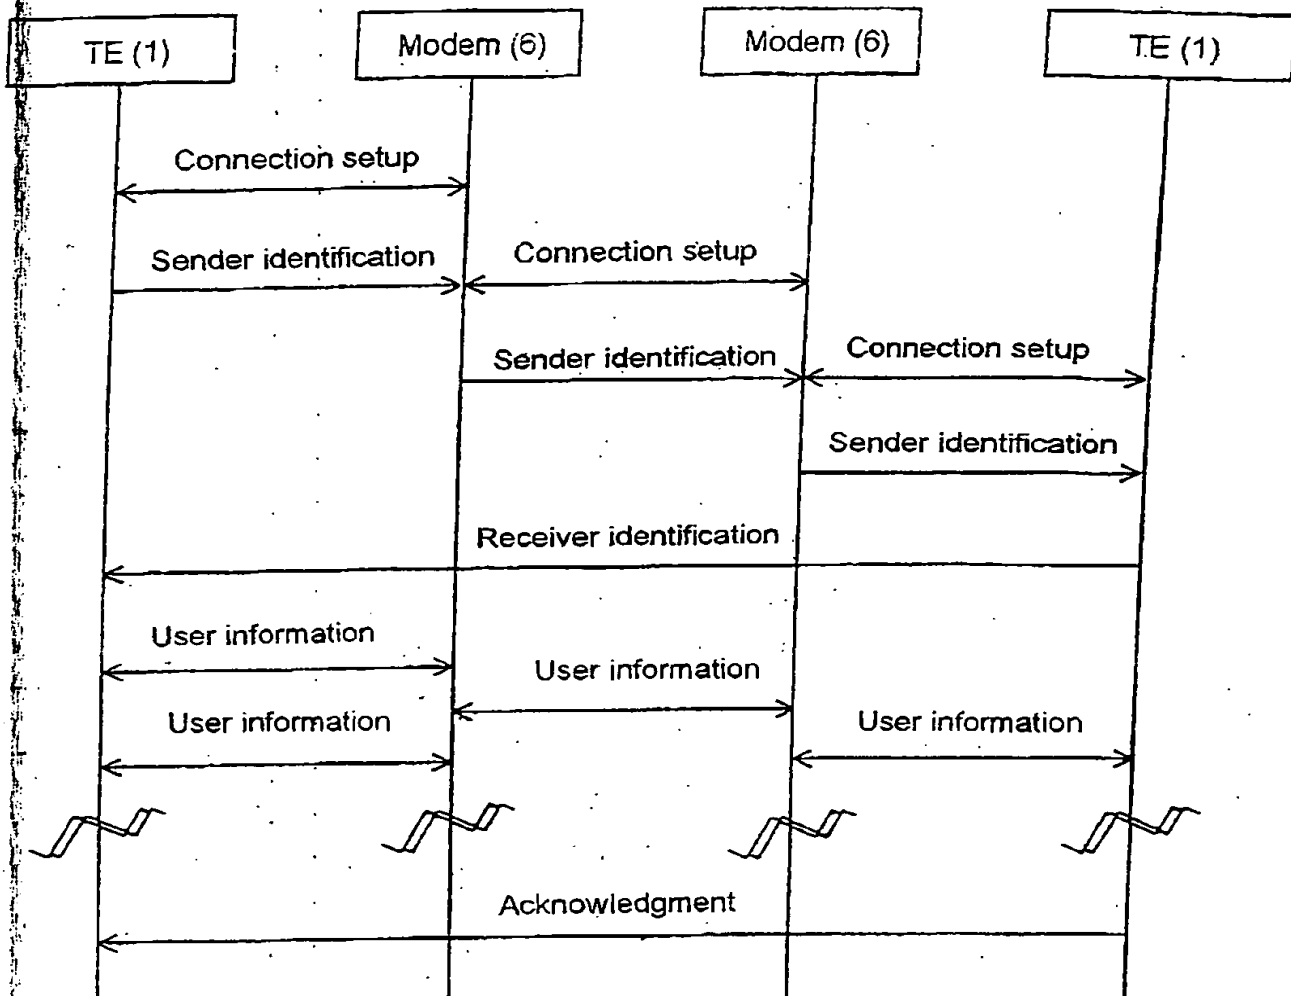 TE (1)
Modem (6)
Modem (6)
TE (1)
Connection setup
Sender identification
Connection setup
Sender identification
Connection setup
Sender identification
Receiver identification
User information
User information
User information
User information
Acknowledgment